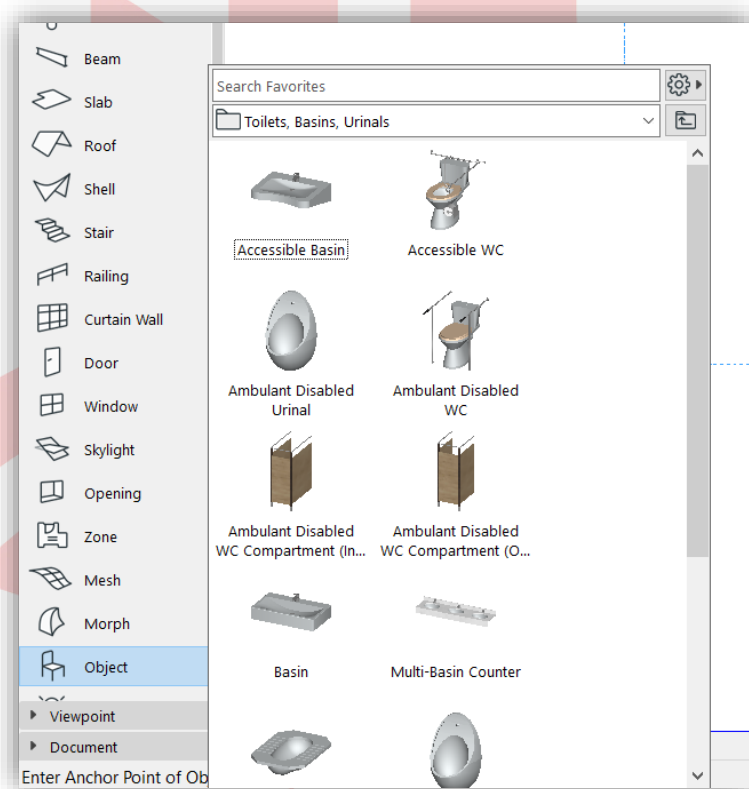 Beam
Slab
Roof
Shell
Stair
Railing
Curtain Wall
Door
Window
Skylight
Opening
Zone
Mesh
Morph
Object
Viewpoint
Document
Enter Anchor Point of Ob
Search Favorites
Toilets, Basins, Urinals
Accessible Basin
Accessible WC
Ambulant Disabled
Urinal
Ambulant Disabled
WC
Ambulant Disabled
WC Compartment (In...
Ambulant Disabled
WC Compartment (O...
Basin
Multi-Basin Counter